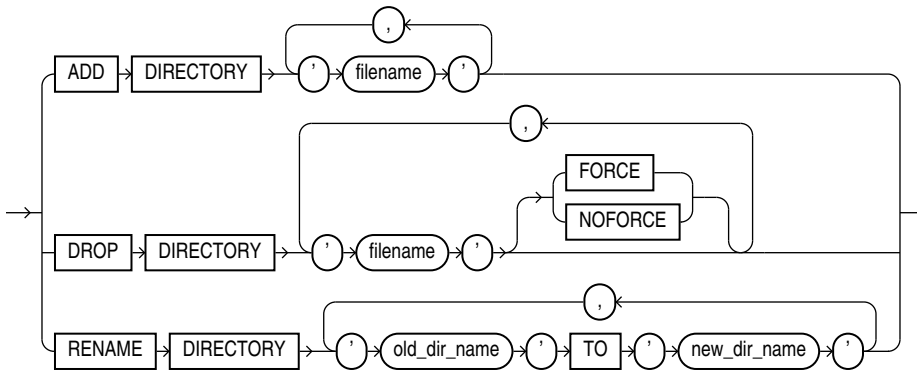 ,
ADD DIRECTORY ' filename '
,
FORCE
NOFORCE
DROP DIRECTORY ' filename '
,
RENAME DIRECTORY ' old_dir_name ' TO ' new_dir_name '